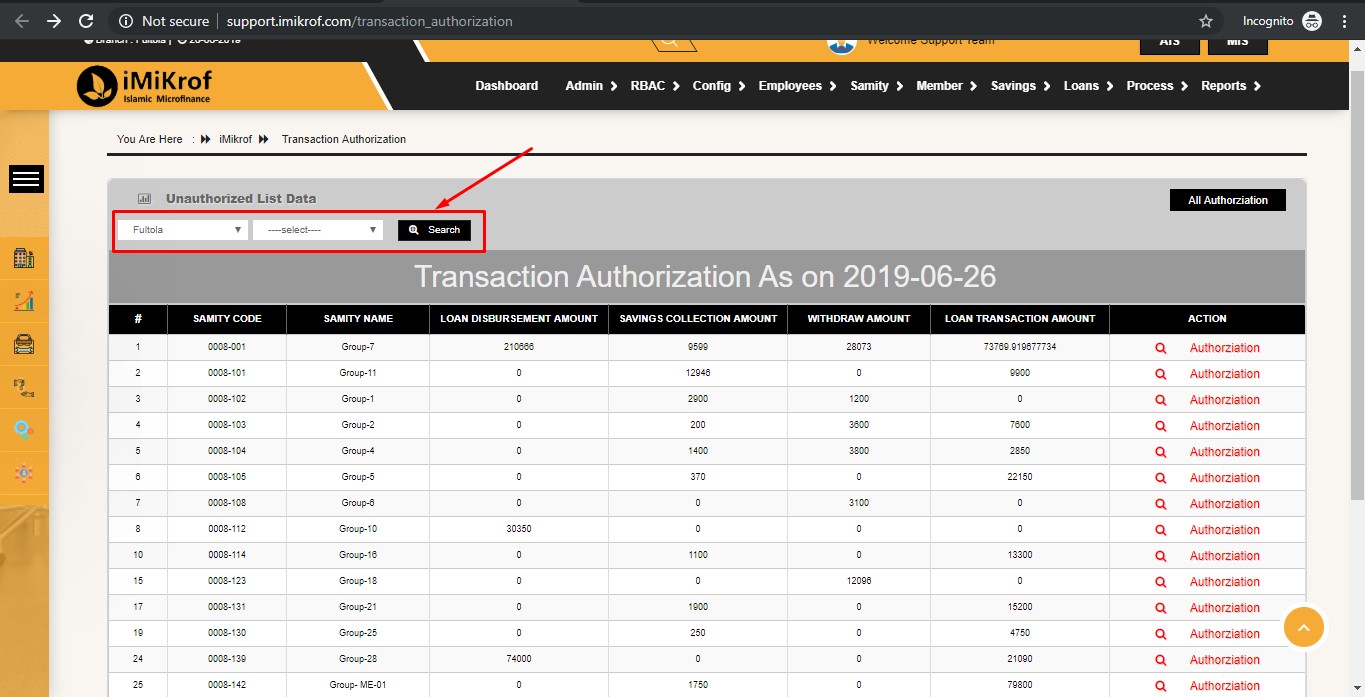 Not secure | support.imikrof.com/transaction_authorization Incognito
Branch : Fultola | 26-06-2019 Welcome Support Team AIS MIS
iMiKrof
Islamic Microfinance
Dashboard Admin RBAC Config Employees Samity Member Savings Loans Process Reports
You Are Here : iMikrof Transaction Authorization
Unauthorized List Data All Authorziation
Fultola ----select---- Search
Transaction Authorization As on 2019-06-26
# SAMITY CODE SAMITY NAME LOAN DISBURSEMENT AMOUNT SAVINGS COLLECTION AMOUNT WITHDRAW AMOUNT LOAN TRANSACTION AMOUNT ACTION
1 0008-001 Group-7 210666 9599 28073 73769.919677734 Authorziation
2 0008-101 Group-11 0 12946 0 9900 Authorziation
3 0008-102 Group-1 0 2900 1200 0 Authorziation
4 0008-103 Group-2 0 200 3600 7600 Authorziation
5 0008-104 Group-4 0 1400 3800 2850 Authorziation
6 0008-105 Group-5 0 370 0 22150 Authorziation
7 0008-108 Group-6 0 0 3100 0 Authorziation
8 0008-112 Group-10 30350 0 0 0 Authorziation
10 0008-114 Group-16 0 1100 0 13300 Authorziation
15 0008-123 Group-18 0 0 12096 0 Authorziation
17 0008-131 Group-21 0 1900 0 15200 Authorziation
19 0008-130 Group-25 0 250 0 4750 Authorziation
24 0008-139 Group-28 74000 0 0 21090 Authorziation
25 0008-142 Group- ME-01 0 1750 0 79800 Authorziation